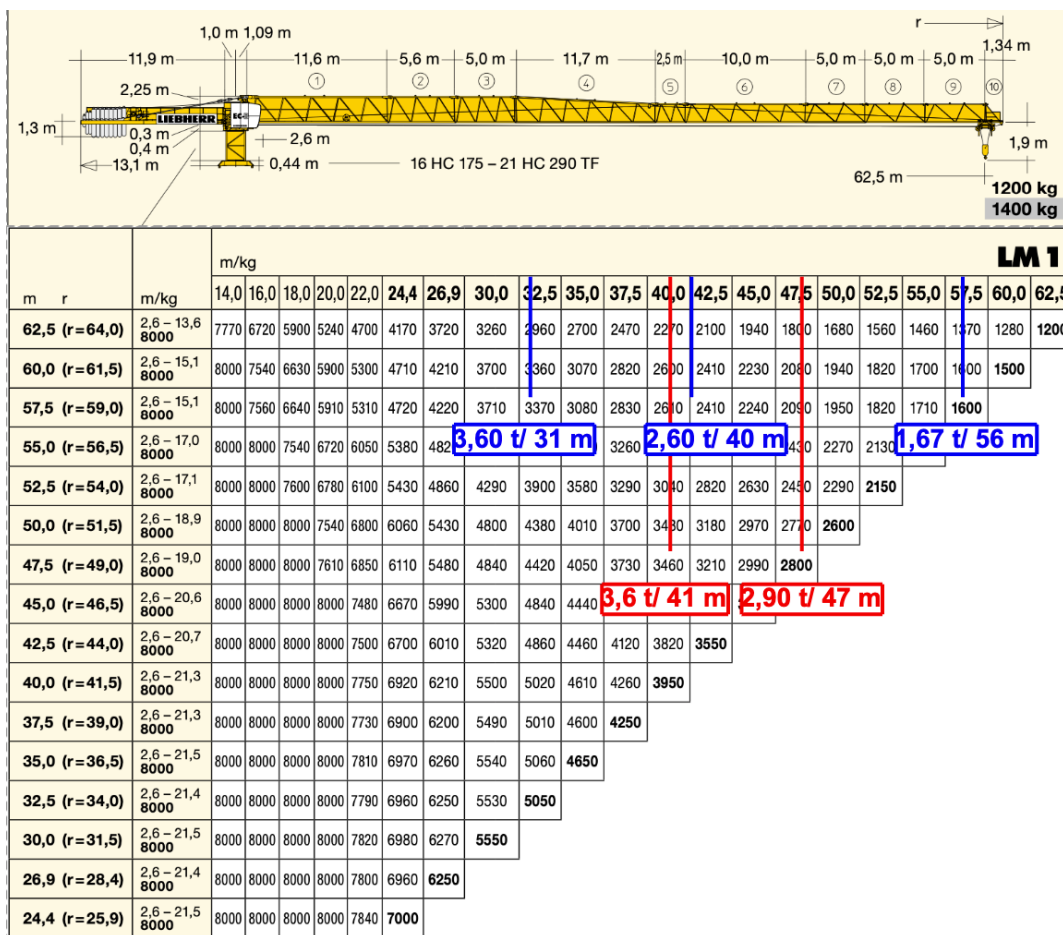 r
1,0 m 1,09 m 1,34 m
11,9 m 11,6 m 5,6 m 5,0 m 11,7 m 2,5 m 10,0 m 5,0 m 5,0 m 5,0 m
1 2 3 4 5 6 7 8 9 10
2,25 m
LIEBHERR
1,3 m 0,3 m 2,6 m 1,9 m
0,4 m
13,1 m 0,44 m 16 HC 175 – 21 HC 290 TF
62,5 m
1200 kg
1400 kg
m/kg LM 1
m r m/kg 14,0 16,0 18,0 20,0 22,0 24,4 26,9 30,0 32,5 35,0 37,5 40,0 42,5 45,0 47,5 50,0 52,5 55,0 57,5 60,0 62,5
62,5 (r=64,0) 2,6 – 13,6 8000 7770 6720 5900 5240 4700 4170 3720 3260 2960 2700 2470 2270 2100 1940 1800 1680 1560 1460 1370 1280 1200
60,0 (r=61,5) 2,6 – 15,1 8000 8000 7540 6630 5900 5300 4710 4210 3700 3360 3070 2820 2600 2410 2230 2080 1940 1820 1700 1600 1500
57,5 (r=59,0) 2,6 – 15,1 8000 8000 7560 6640 5910 5310 4720 4220 3710 3370 3080 2830 2610 2410 2240 2090 1950 1820 1710 1600
55,0 (r=56,5) 2,6 – 17,0 8000 8000 8000 7540 6720 6050 5380 3260 2270
3,60 t/ 31 m 2,60 t/ 40 m 1,67 t/ 56 m
52,5 (r=54,0) 2,6 – 17,1 8000 8000 8000 7600 6780 6100 5430 4860 4290 3900 3580 3290 3040 2820 2630 2450 2290 2150
50,0 (r=51,5) 2,6 – 18,9 8000 8000 8000 8000 7540 6800 6060 5430 4800 4380 4010 3700 3430 3180 2970 2770 2600
47,5 (r=49,0) 2,6 – 19,0 8000 8000 8000 8000 7610 6850 6110 5480 4840 4420 4050 3730 3460 3210 2990 2800
45,0 (r=46,5) 2,6 – 20,6 8000 8000 8000 8000 8000 7480 6670 5990 5300 4840 4440
3,6 t/ 41 m 2,90 t/ 47 m
42,5 (r=44,0) 2,6 – 20,7 8000 8000 8000 8000 8000 7500 6700 6010 5320 4860 4460 4120 3820 3550
40,0 (r=41,5) 2,6 – 21,3 8000 8000 8000 8000 8000 7750 6920 6210 5500 5020 4610 4260 3950
37,5 (r=39,0) 2,6 – 21,3 8000 8000 8000 8000 8000 7730 6900 6200 5490 5010 4600 4250
35,0 (r=36,5) 2,6 – 21,5 8000 8000 8000 8000 8000 7810 6970 6260 5540 5060 4650
32,5 (r=34,0) 2,6 – 21,4 8000 8000 8000 8000 8000 7790 6960 6250 5530 5050
30,0 (r=31,5) 2,6 – 21,5 8000 8000 8000 8000 8000 7820 6980 6270 5550
26,9 (r=28,4) 2,6 – 21,4 8000 8000 8000 8000 8000 7800 6960 6250
24,4 (r=25,9) 2,6 – 21,5 8000 8000 8000 8000 8000 7840 7000